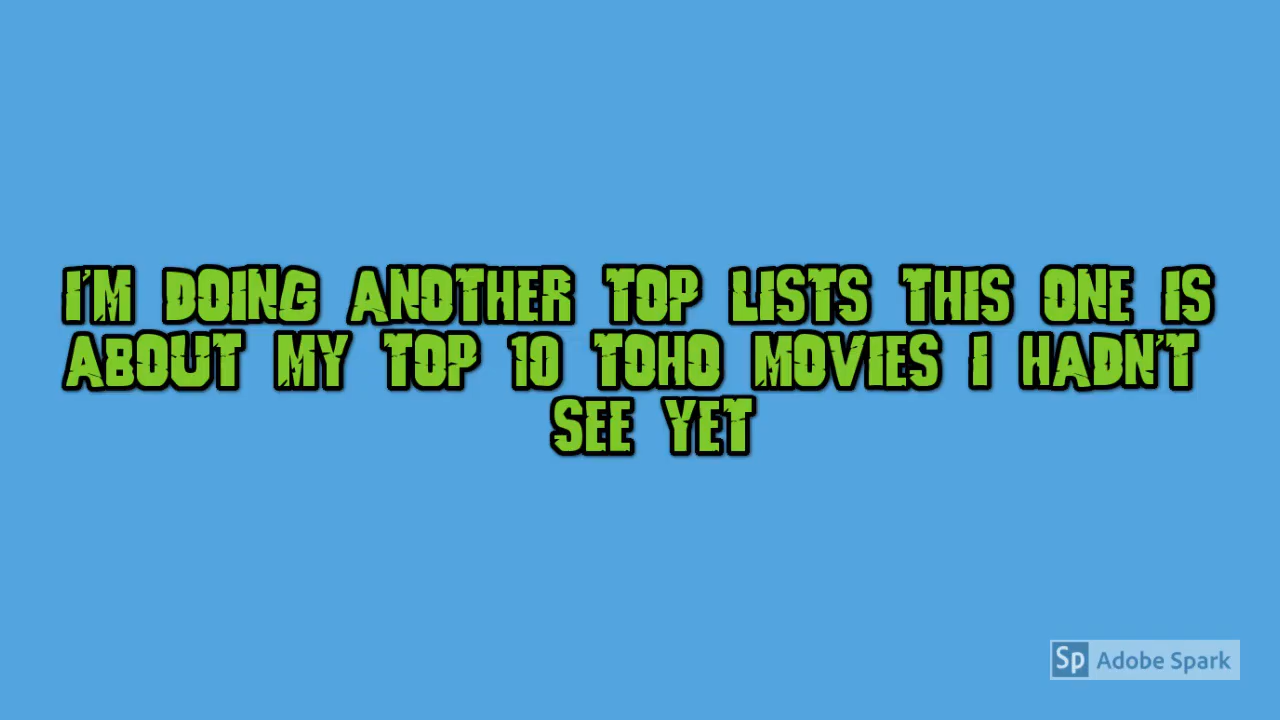 I'M DOING ANOTHER TOP LISTS THIS ONE IS
ABOUT MY TOP 10 TOHO MOVIES I HADN'T
SEE YET
Sp Adobe Spark